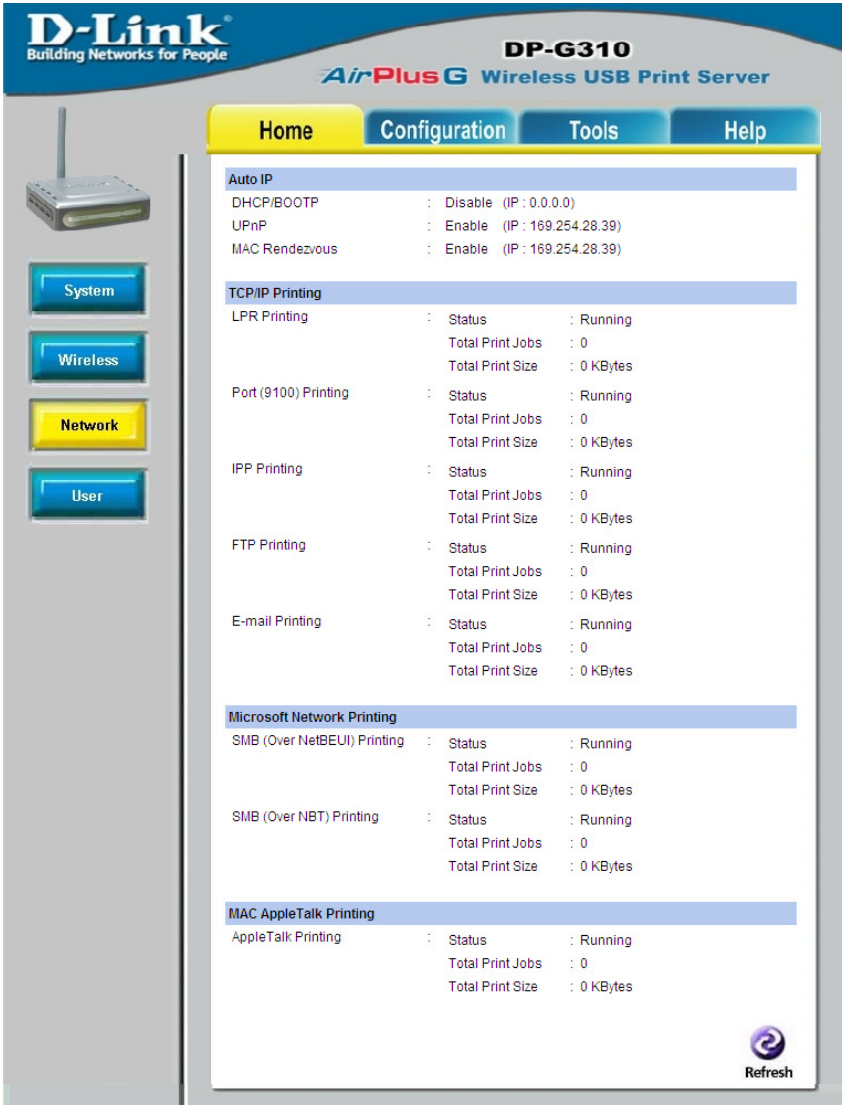 D-Link
Building Networks for People
DP-G310
AirPlus G Wireless USB Print Server
Home Configuration Tools Help
System
Wireless
Network
User
Auto IP
DHCP/BOOTP : Disable (IP : 0.0.0.0)
UPnP : Enable (IP : 169.254.28.39)
MAC Rendezvous : Enable (IP : 169.254.28.39)
TCP/IP Printing
LPR Printing : Status : Running
Total Print Jobs : 0
Total Print Size : 0 KBytes
Port (9100) Printing : Status : Running
Total Print Jobs : 0
Total Print Size : 0 KBytes
IPP Printing : Status : Running
Total Print Jobs : 0
Total Print Size : 0 KBytes
FTP Printing : Status : Running
Total Print Jobs : 0
Total Print Size : 0 KBytes
E-mail Printing : Status : Running
Total Print Jobs : 0
Total Print Size : 0 KBytes
Microsoft Network Printing
SMB (Over NetBEUI) Printing : Status : Running
Total Print Jobs : 0
Total Print Size : 0 KBytes
SMB (Over NBT) Printing : Status : Running
Total Print Jobs : 0
Total Print Size : 0 KBytes
MAC AppleTalk Printing
AppleTalk Printing : Status : Running
Total Print Jobs : 0
Total Print Size : 0 KBytes
Refresh